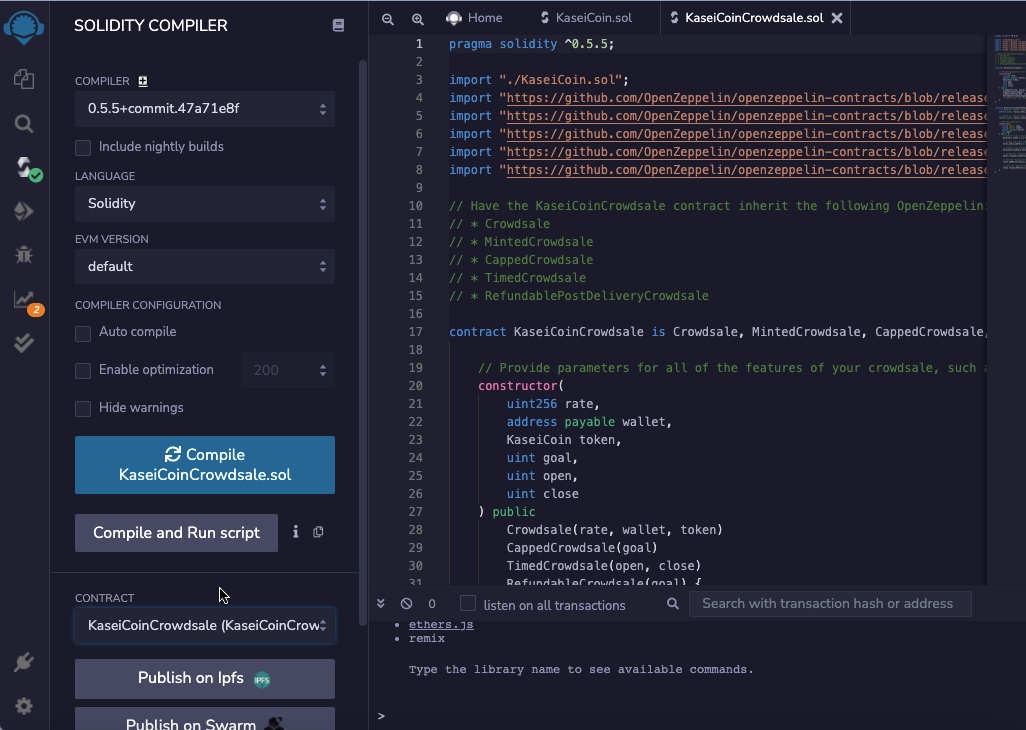 SOLIDITY COMPILER
COMPILER
0.5.5+commit.47a71e8f
Include nightly builds
LANGUAGE
Solidity
EVM VERSION
default
COMPILER CONFIGURATION
Auto compile
Enable optimization 200
Hide warnings
Compile
KaseiCoinCrowdsale.sol
Compile and Run script
CONTRACT
KaseiCoinCrowdsale (KaseiCoinCrow
Publish on Ipfs IPFS
Publish on Swarm
2
Home KaseiCoin.sol KaseiCoinCrowdsale.sol
1 pragma solidity ^0.5.5;
2
3 import "./KaseiCoin.sol";
4 import "https://github.com/OpenZeppelin/openzeppelin-contracts/blob/releas
5 import "https://github.com/OpenZeppelin/openzeppelin-contracts/blob/releas
6 import "https://github.com/OpenZeppelin/openzeppelin-contracts/blob/releas
7 import "https://github.com/OpenZeppelin/openzeppelin-contracts/blob/releas
8 import "https://github.com/OpenZeppelin/openzeppelin-contracts/blob/releas
9
10 // Have the KaseiCoinCrowdsale contract inherit the following OpenZeppelin:
11 // * Crowdsale
12 // * MintedCrowdsale
13 // * CappedCrowdsale
14 // * TimedCrowdsale
15 // * RefundablePostDeliveryCrowdsale
16
17 contract KaseiCoinCrowdsale is Crowdsale, MintedCrowdsale, CappedCrowdsale,
18
19 // Provide parameters for all of the features of your crowdsale, such a
20 constructor(
21 uint256 rate,
22 address payable wallet,
23 KaseiCoin token,
24 uint goal,
25 uint open,
26 uint close
27 ) public
28 Crowdsale(rate, wallet, token)
29 CappedCrowdsale(goal)
30 TimedCrowdsale(open, close)
31 RefundableCrowdsale(goal) {
0 listen on all transactions Search with transaction hash or address
• ethers.js
• remix
Type the library name to see available commands.
>